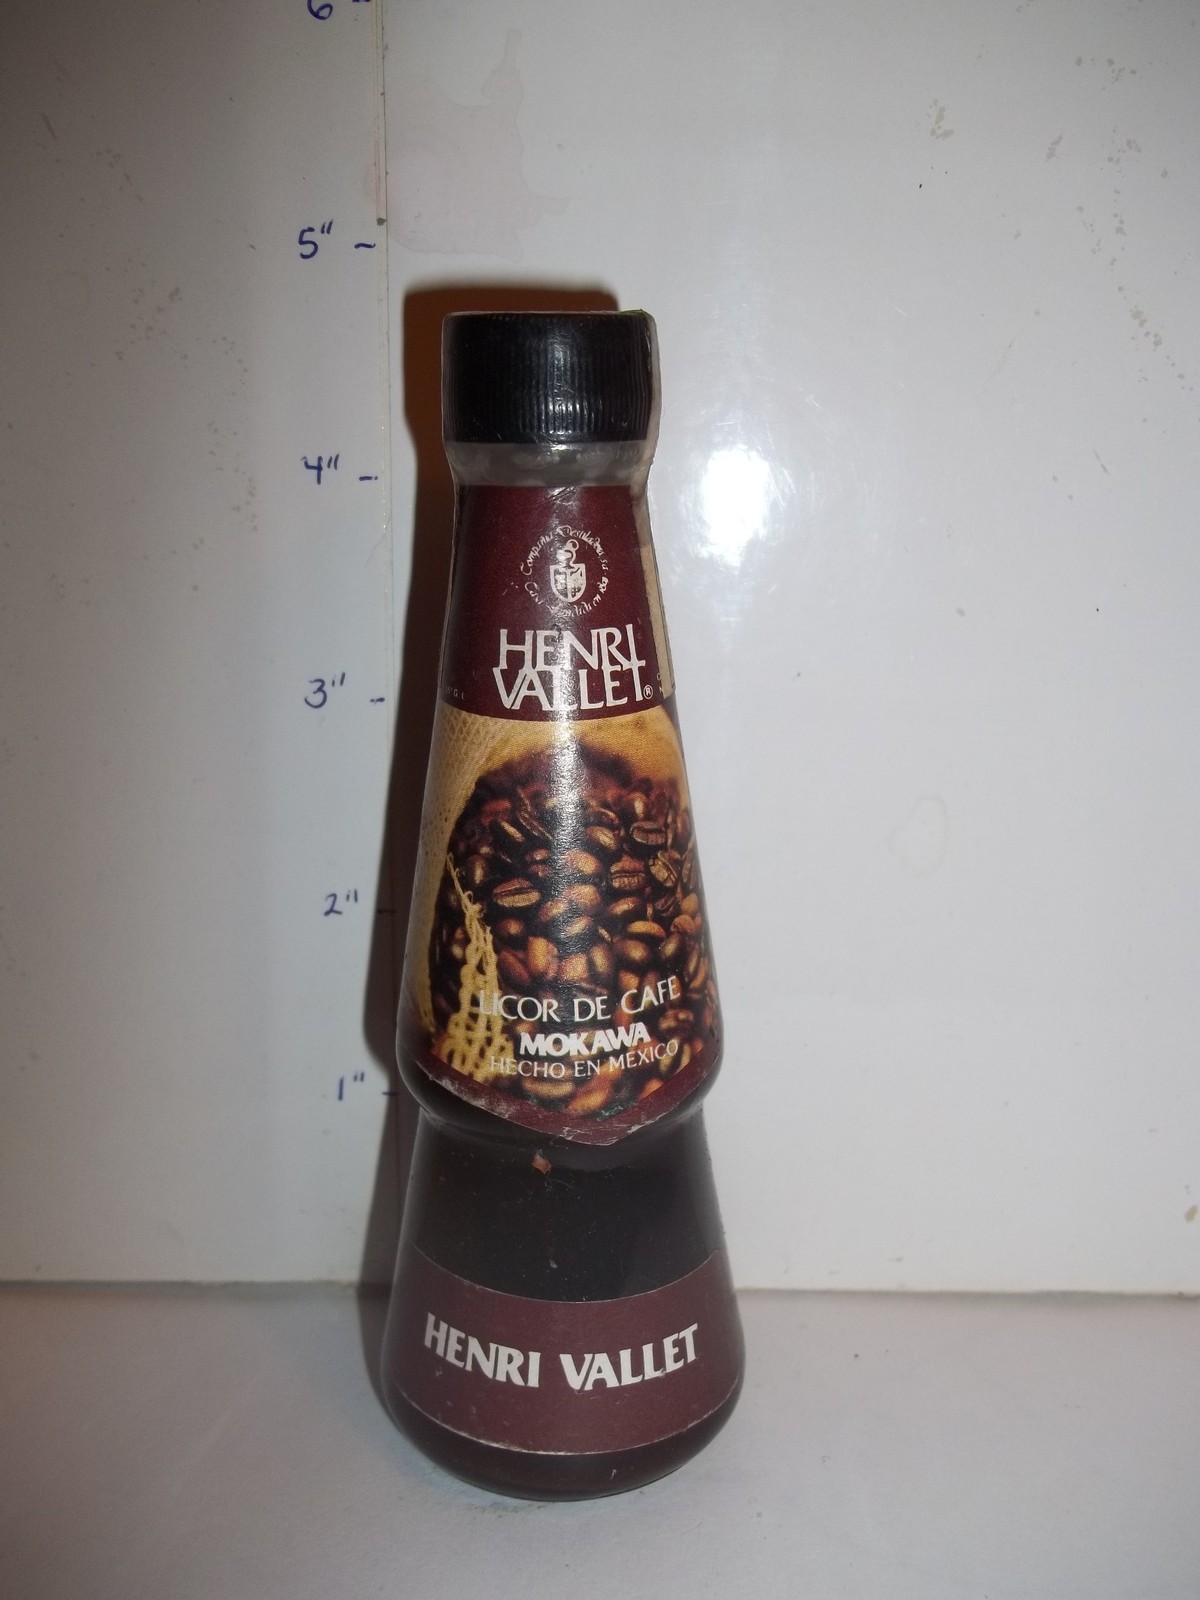 6"
5"
4"
3"
2"
1"
HENRI
VALLET®
LICOR DE CAFE
MOKAWA
HECHO EN MEXICO
HENRI VALLET